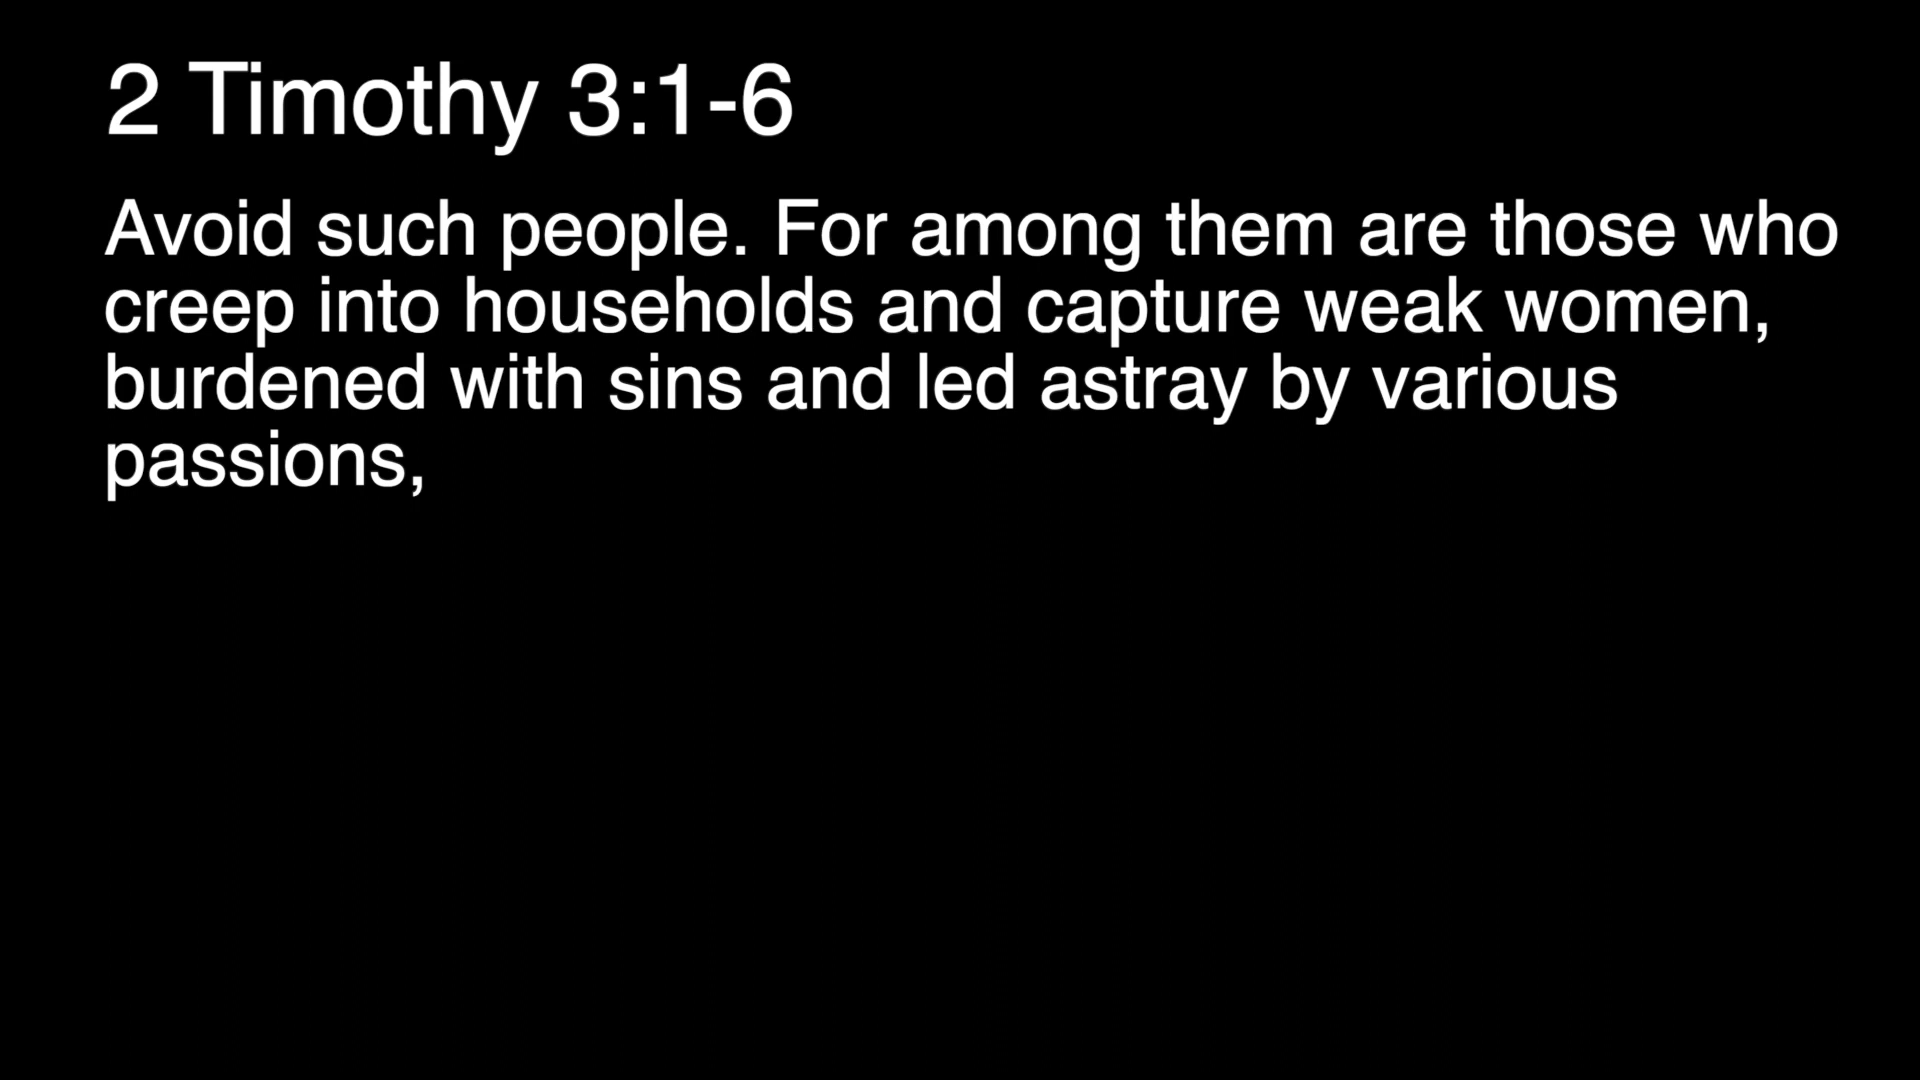 2 Timothy 3:1-6
Avoid such people. For among them are those who
creep into households and capture weak women,
burdened with sins and led astray by various
passions,